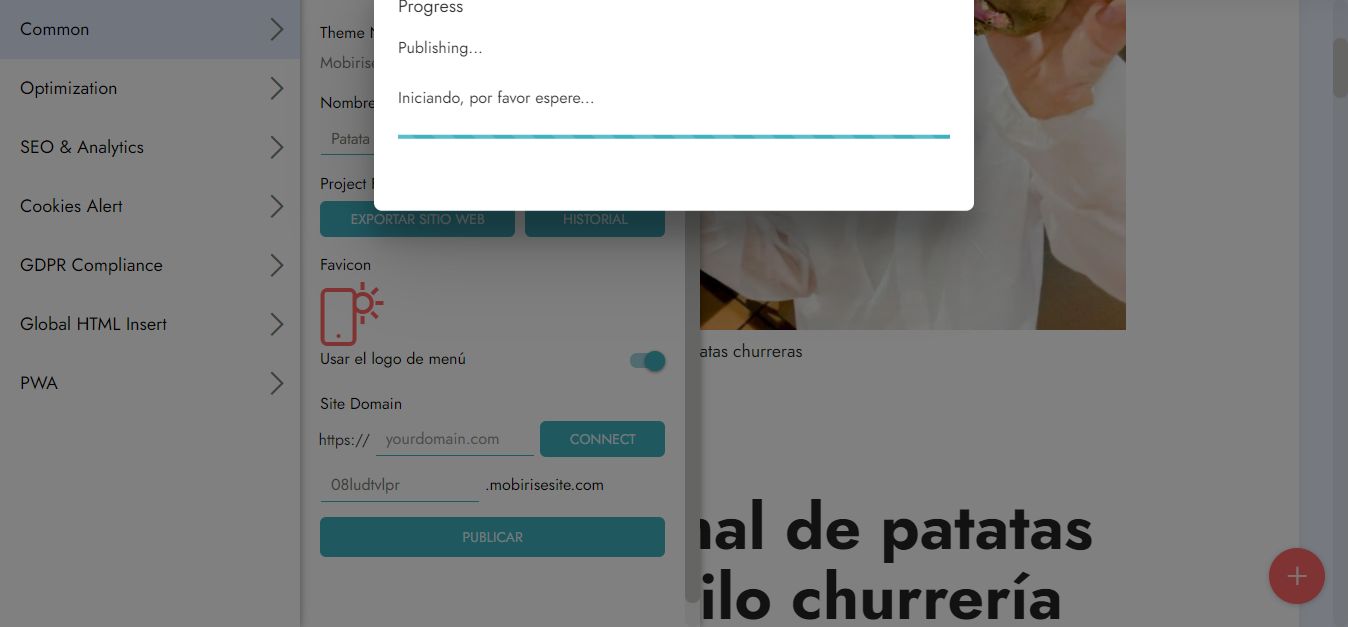 Common
Optimization
SEO & Analytics
Cookies Alert
GDPR Compliance
Global HTML Insert
PWA
Theme
Mobirise
Nombre
Patata
Project
EXPORTAR SITIO WEB
HISTORIAL
Favicon
Usar el logo de menú
Site Domain
https://
yourdomain.com
CONNECT
08ludtvlpr
.mobirisesite.com
PUBLICAR
Progress
Publishing...
Iniciando, por favor espere...
atas churreras
nal de patatas
ilo churrería